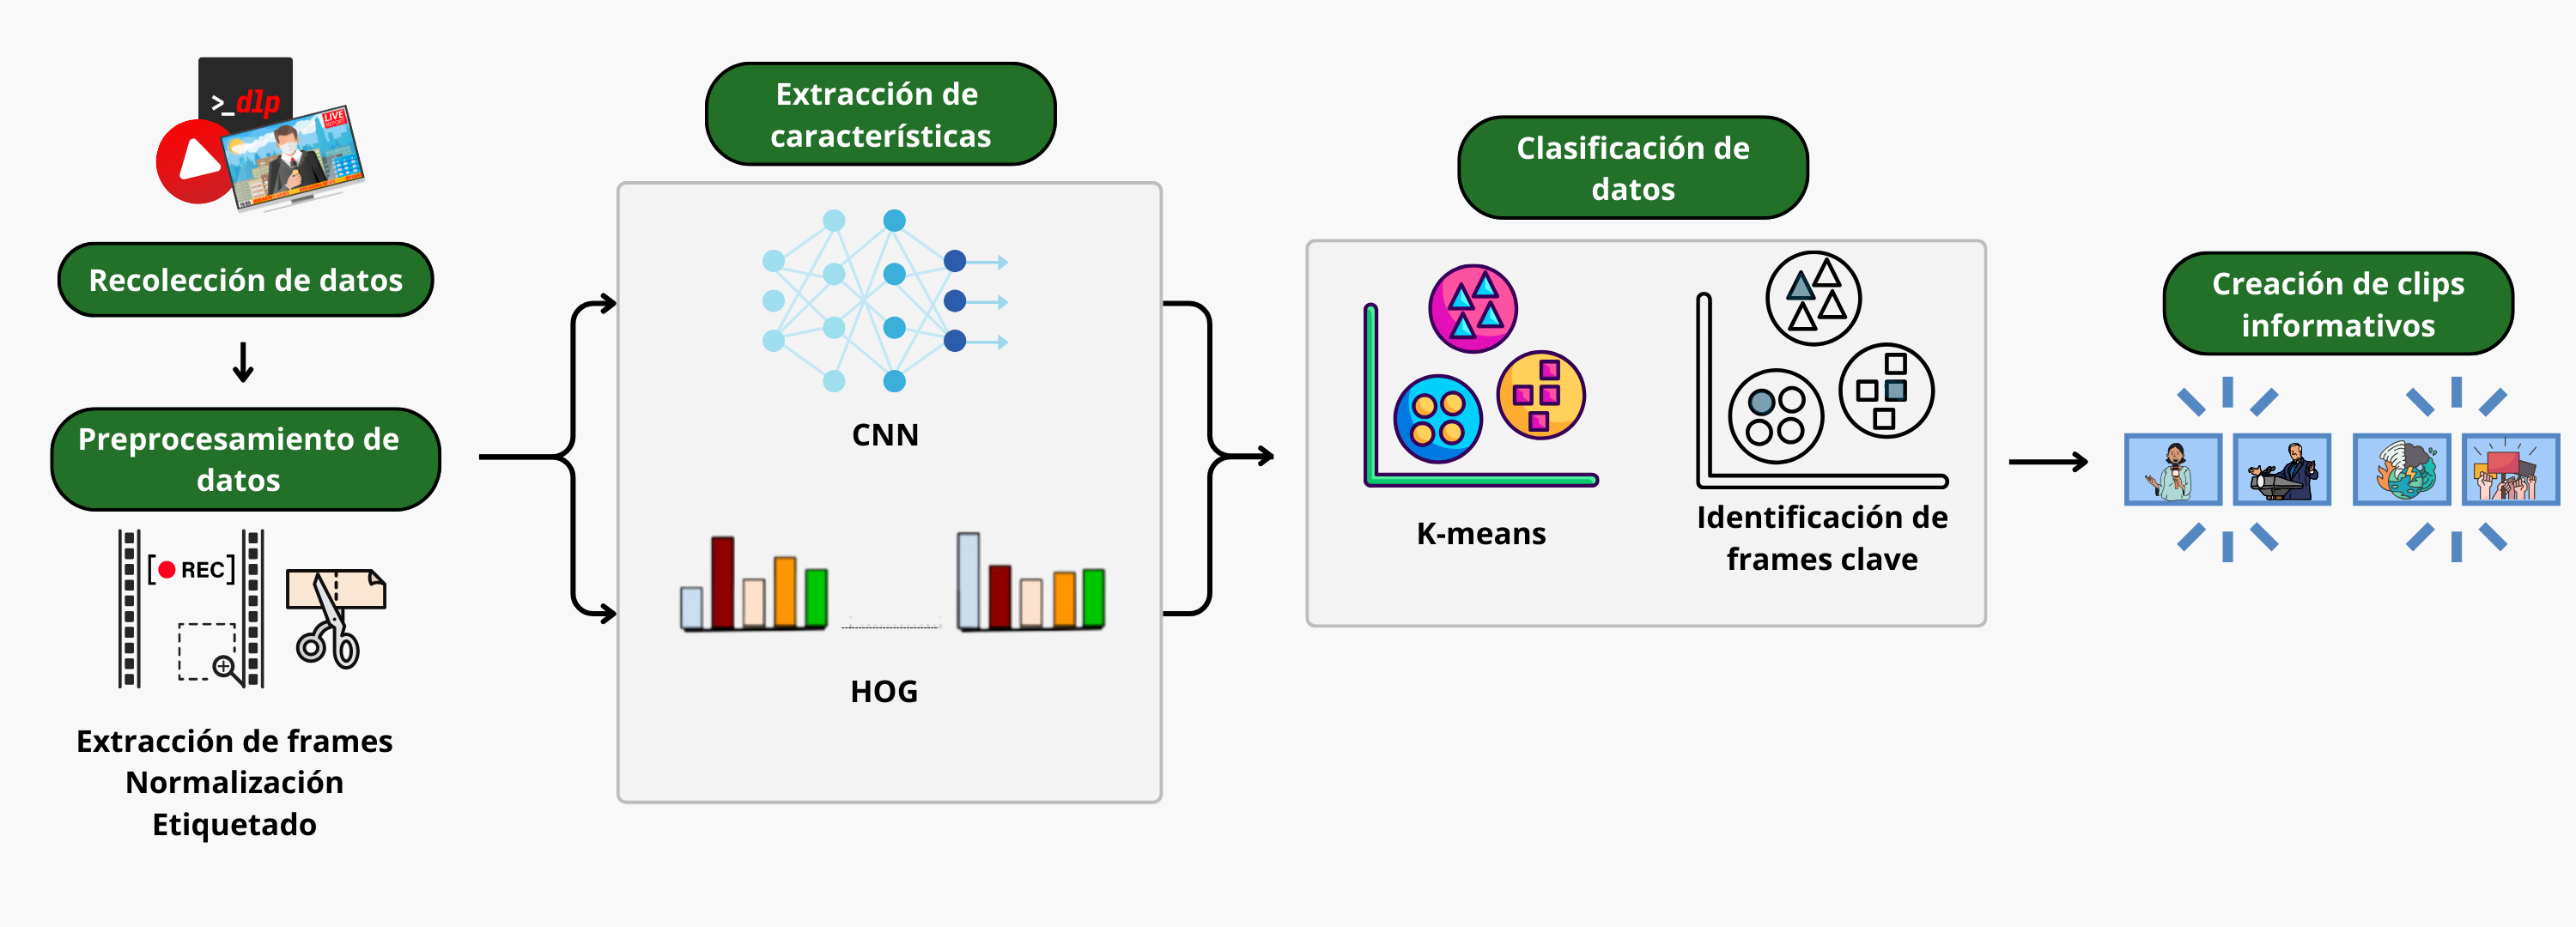 >_dlp
LIVE
REPORT
Recolección de datos
Preprocesamiento de
datos
REC
Extracción de frames
Normalización
Etiquetado
Extracción de
características
CNN
HOG
Clasificación de
datos
K-means
Identificación de
frames clave
Creación de clips
informativos